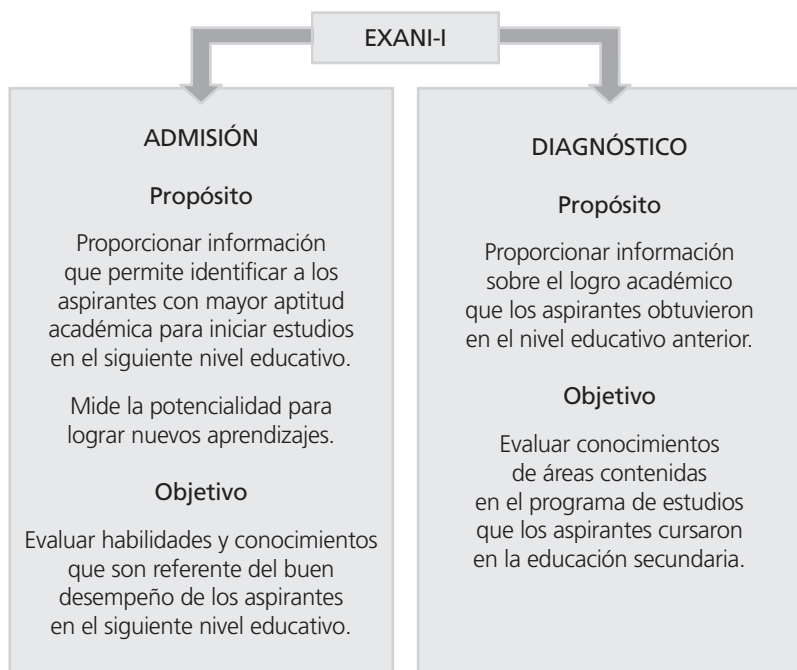 EXANI-I
ADMISIÓN
Propósito
Proporcionar información
que permite identificar a los
aspirantes con mayor aptitud
académica para iniciar estudios
en el siguiente nivel educativo.
Mide la potencialidad para
lograr nuevos aprendizajes.
Objetivo
Evaluar habilidades y conocimientos
que son referente del buen
desempeño de los aspirantes
en el siguiente nivel educativo.
DIAGNÓSTICO
Propósito
Proporcionar información
sobre el logro académico
que los aspirantes obtuvieron
en el nivel educativo anterior.
Objetivo
Evaluar conocimientos
de áreas contenidas
en el programa de estudios
que los aspirantes cursaron
en la educación secundaria.